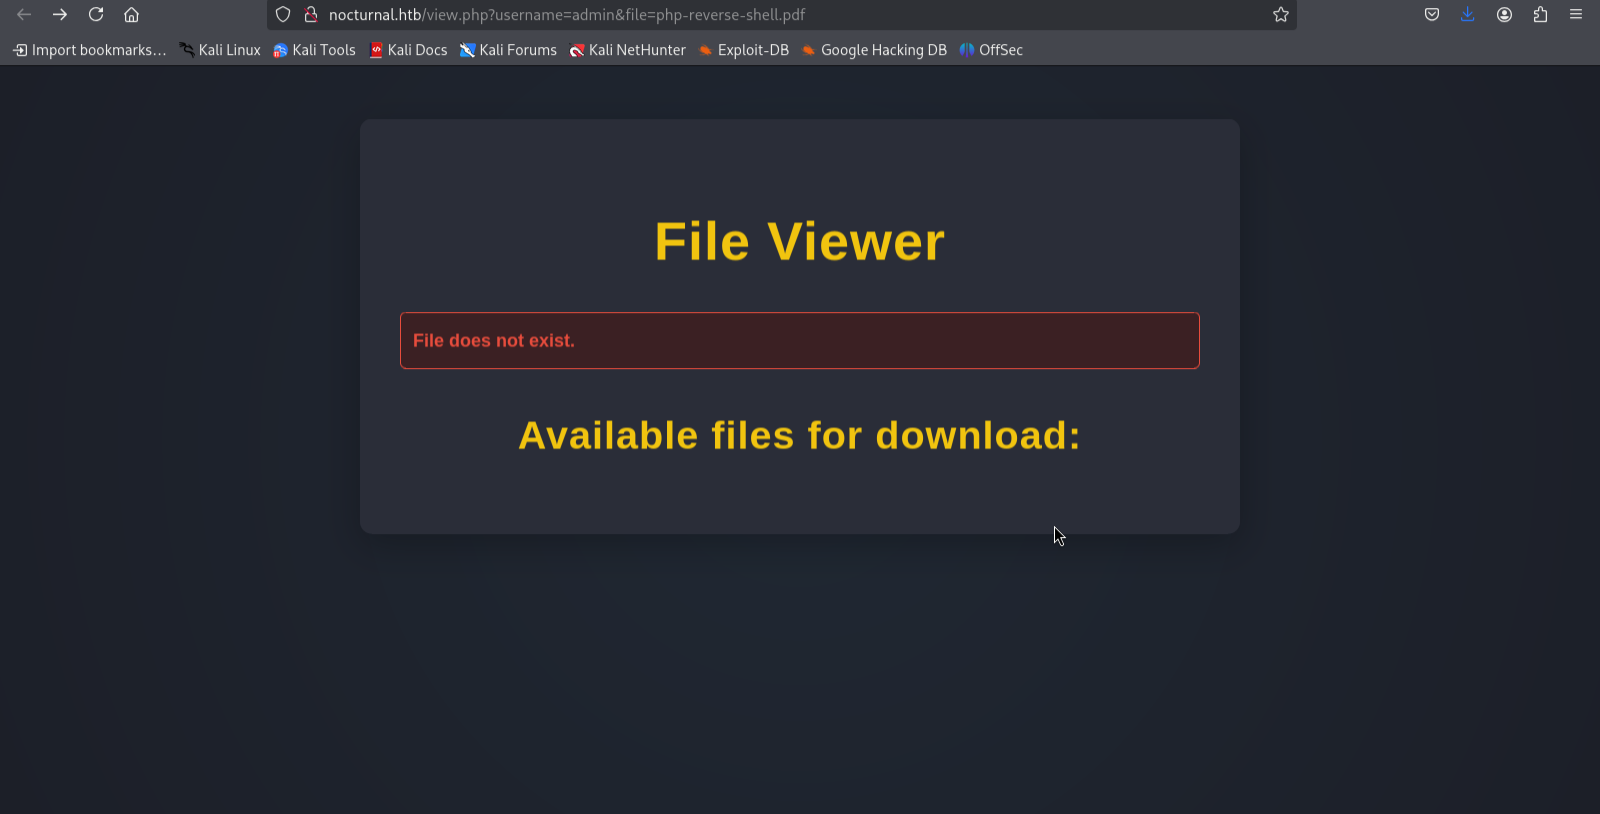 nocturnal.htb/view.php?username=admin&file=php-reverse-shell.pdf
Import bookmarks… Kali Linux Kali Tools Kali Docs Kali Forums Kali NetHunter Exploit-DB Google Hacking DB OffSec
File Viewer
File does not exist.
Available files for download: